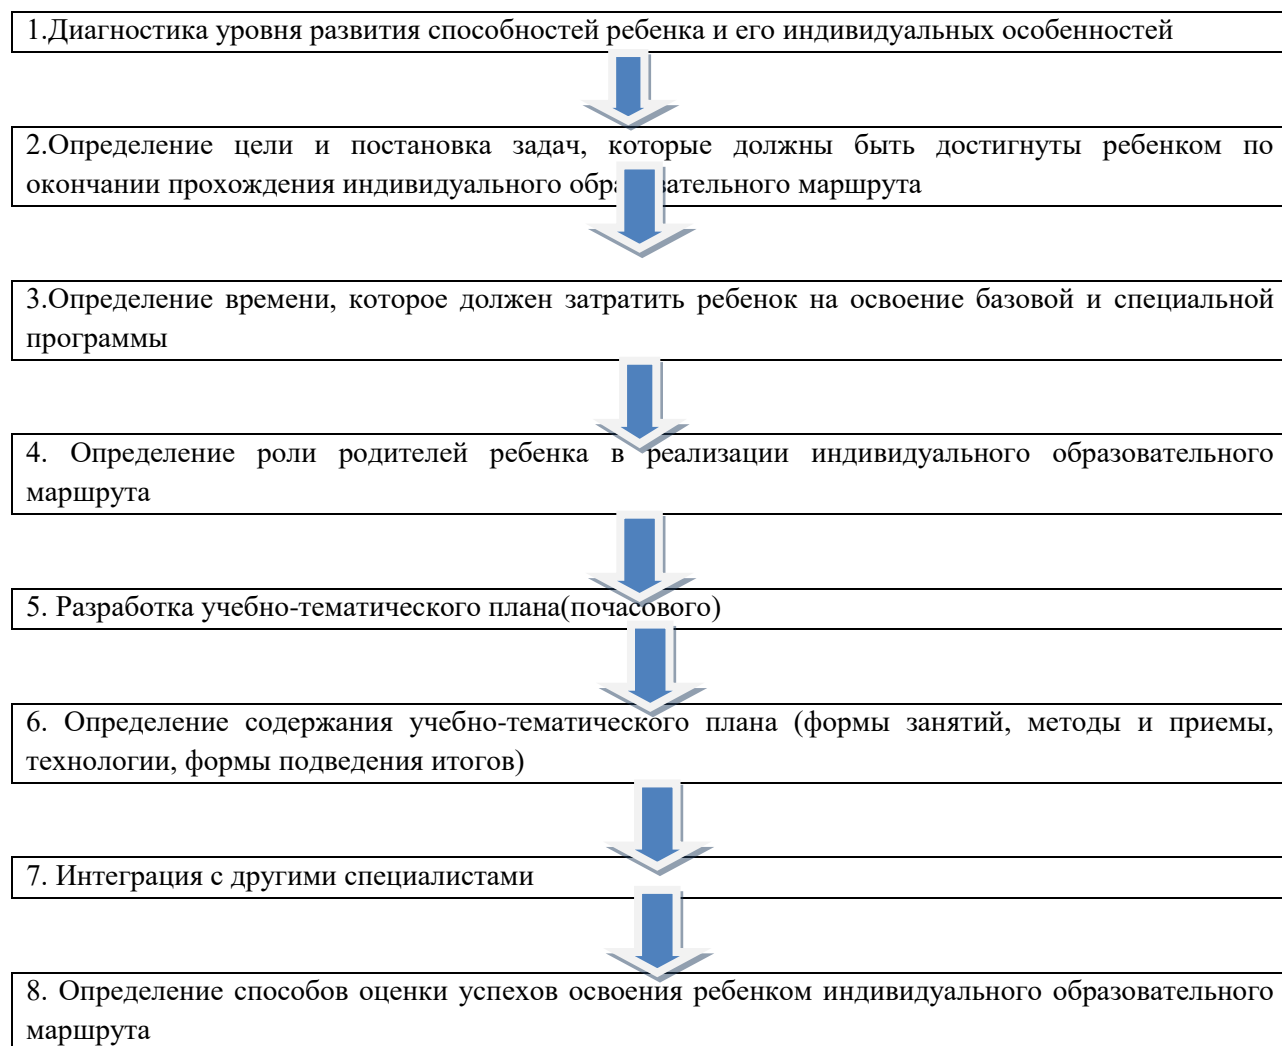 1.Диагностика уровня развития способностей ребенка и его индивидуальных особенностей
2.Определение цели и постановка задач, которые должны быть достигнуты ребенком по
окончании прохождения индивидуального образовательного маршрута
3.Определение времени, которое должен затратить ребенок на освоение базовой и специальной
программы
4. Определение роли родителей ребенка в реализации индивидуального образовательного
маршрута
5. Разработка учебно-тематического плана(почасового)
6. Определение содержания учебно-тематического плана (формы занятий, методы и приемы,
технологии, формы подведения итогов)
7. Интеграция с другими специалистами
8. Определение способов оценки успехов освоения ребенком индивидуального образовательного
маршрута